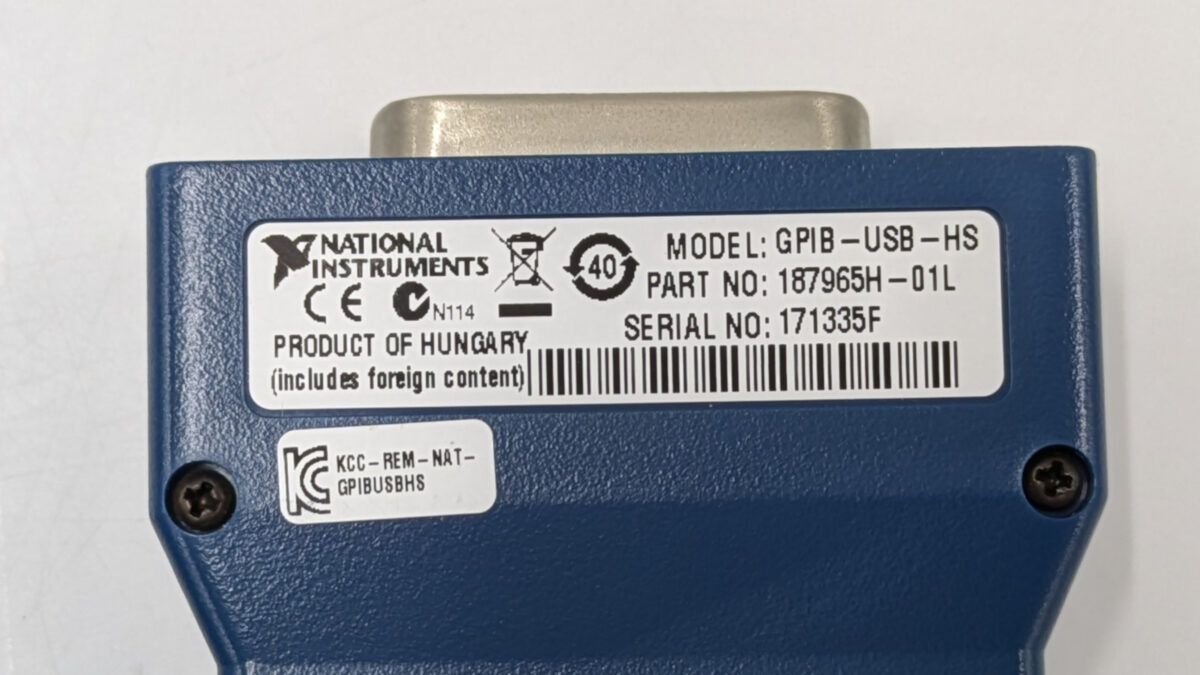 NATIONAL
INSTRUMENTS
CE
N114
40
PRODUCT OF HUNGARY
(includes foreign content)
MODEL: GPIB-USB-HS
PART NO: 187965H-01L
SERIAL NO: 171335F
KC
KCC-REM-NAT-
GPIBUSBHS